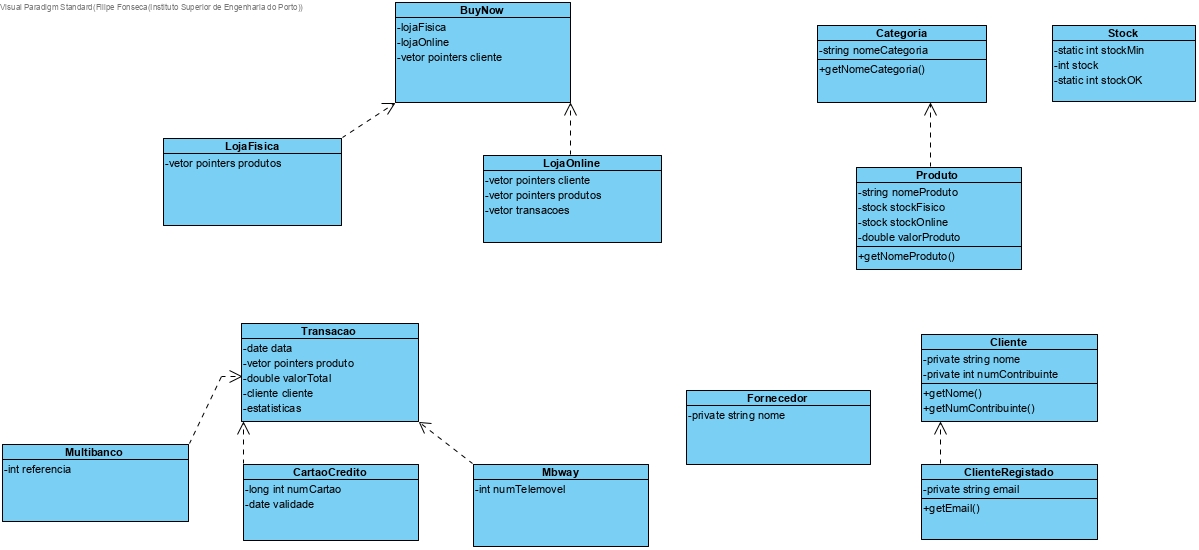 Visual Paradigm Standard(Filipe Fonseca(Instituto Superior de Engenharia do Porto))
BuyNow
-lojaFisica
-lojaOnline
-vetor pointers cliente
Categoria
-string nomeCategoria
+getNomeCategoria()
Stock
-static int stockMin
-int stock
-static int stockOK
LojaFisica
-vetor pointers produtos
LojaOnline
-vetor pointers cliente
-vetor pointers produtos
-vetor transacoes
Produto
-string nomeProduto
-stock stockFisico
-stock stockOnline
-double valorProduto
+getNomeProduto()
Transacao
-date data
-vetor pointers produto
-double valorTotal
-cliente cliente
-estatisticas
Cliente
-private string nome
-private int numContribuinte
+getNome()
+getNumContribuinte()
Fornecedor
-private string nome
Multibanco
-int referencia
CartaoCredito
-long int numCartao
-date validade
Mbway
-int numTelemovel
ClienteRegistado
-private string email
+getEmail()